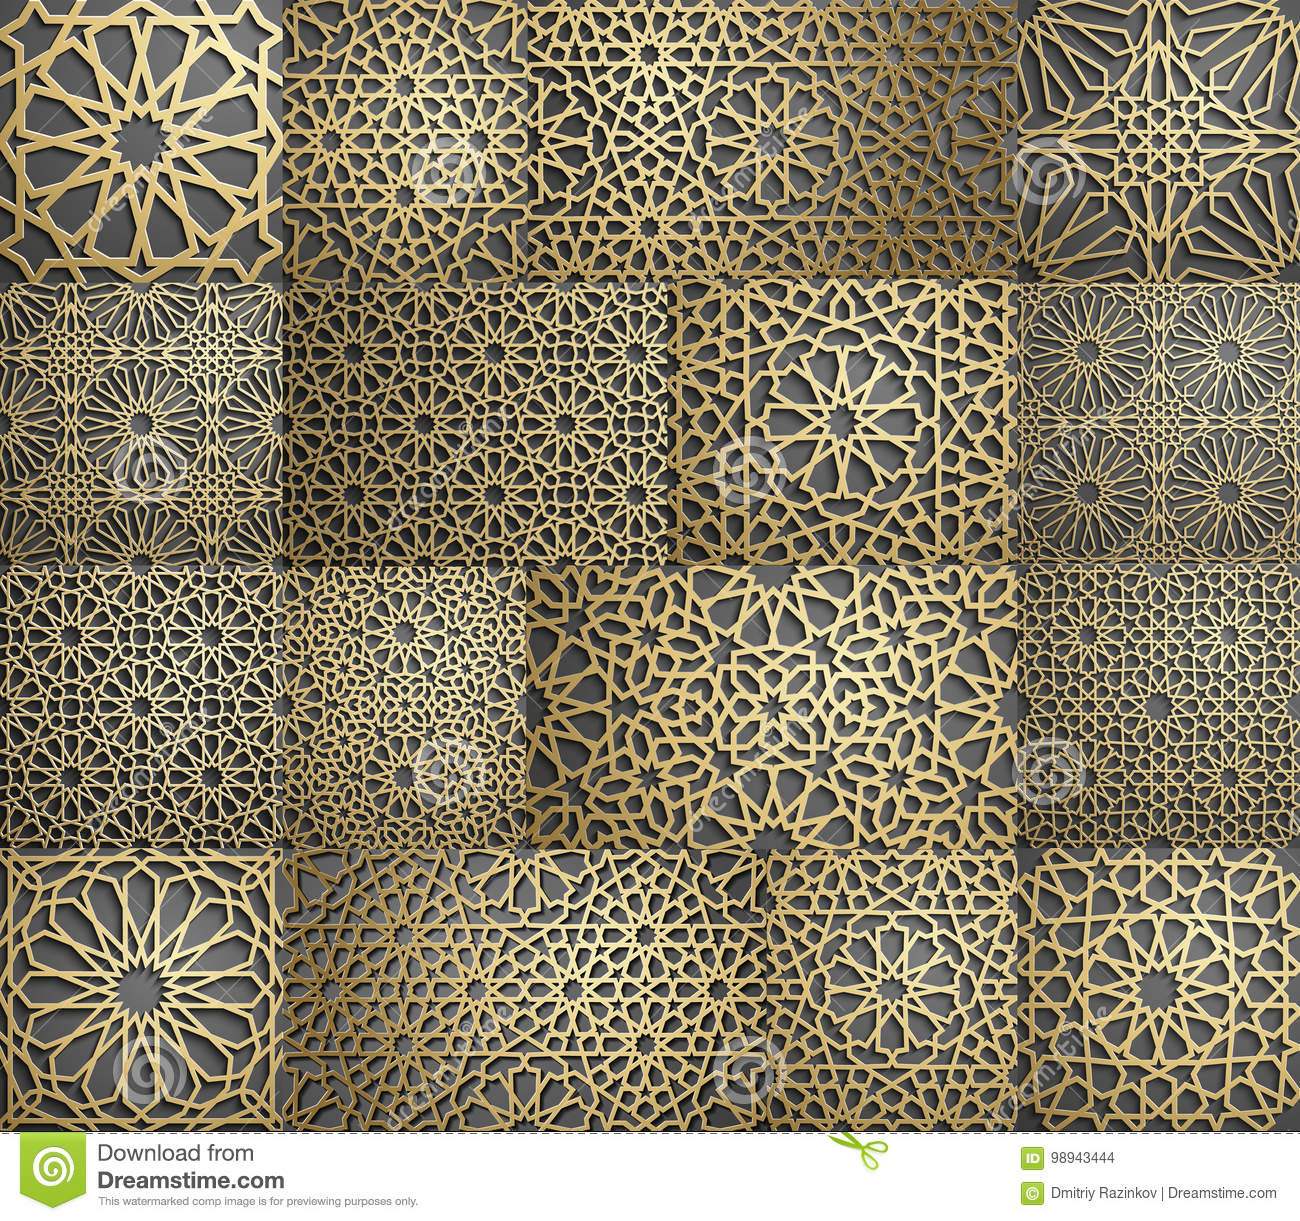 Download from
Dreamstime.com
This watermarked comp image is for previewing purposes only.
ID 98943444
© Dmitriy Razinkov | Dreamstime.com